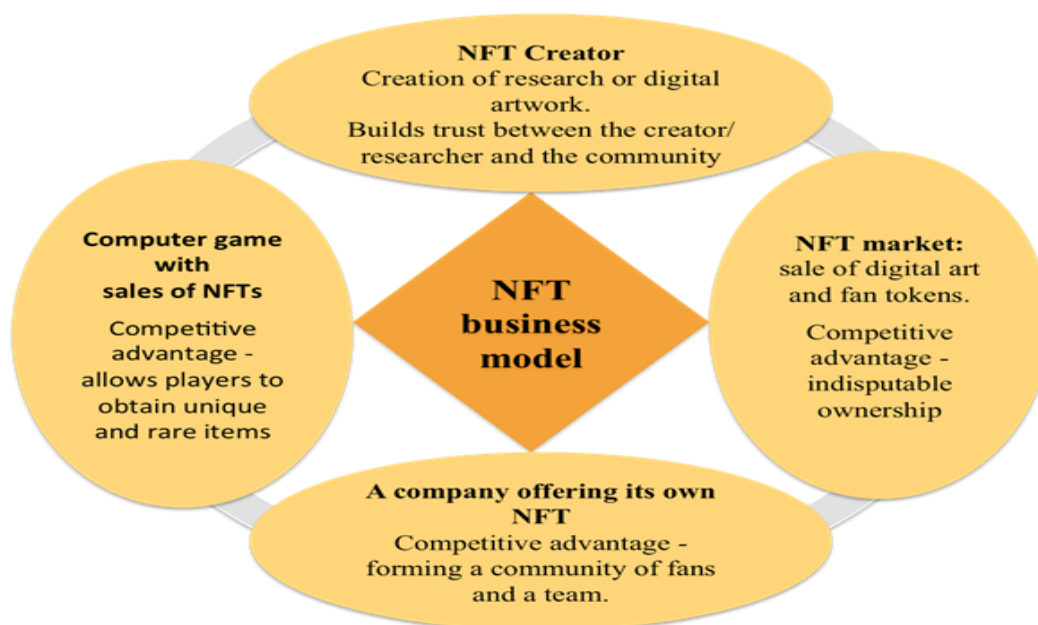 NFT Creator
Creation of research or digital
artwork.
Builds trust between the creator/
researcher and the community
Computer game
with
sales of NFTs
Competitive
advantage -
allows players to
obtain unique
and rare items
NFT
business
model
NFT market:
sale of digital art
and fan tokens.
Competitive
advantage -
indisputable
ownership
A company offering its own
NFT
Competitive advantage -
forming a community of fans
and a team.